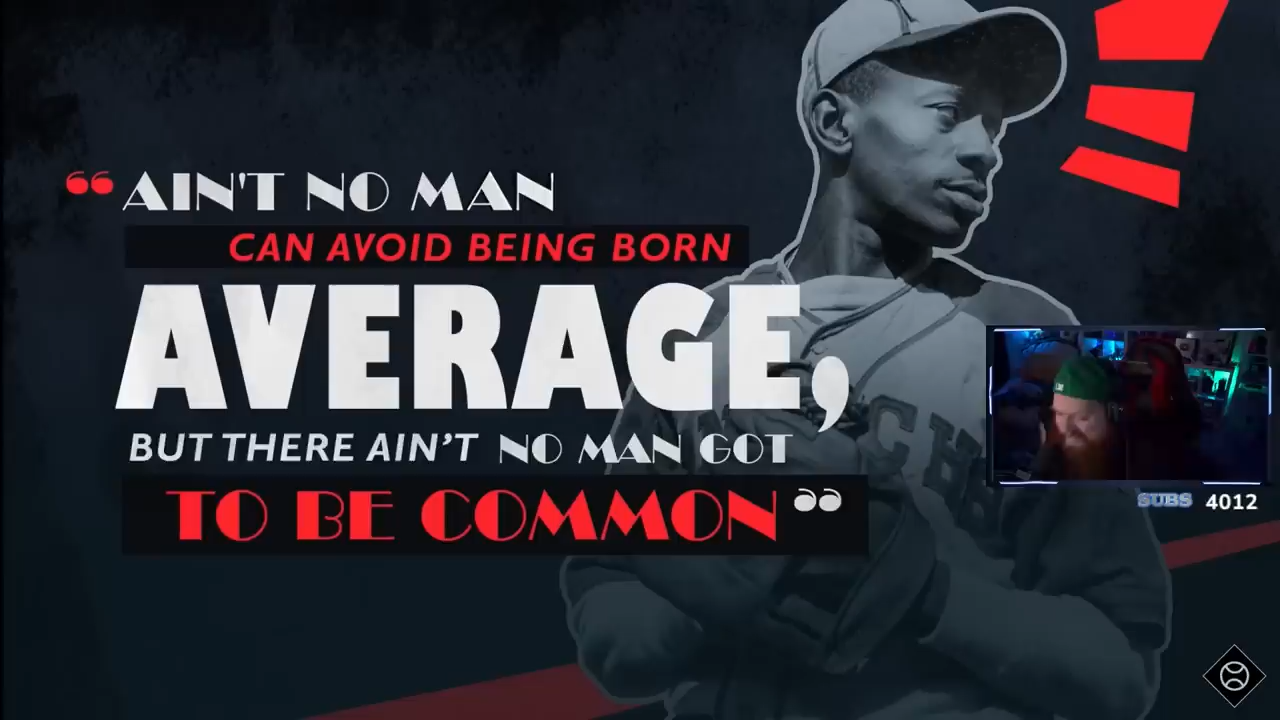 “AIN'T NO MAN
CAN AVOID BEING BORN
AVERAGE,
BUT THERE AIN'T NO MAN GOT
TO BE COMMON”
SUBS 4012